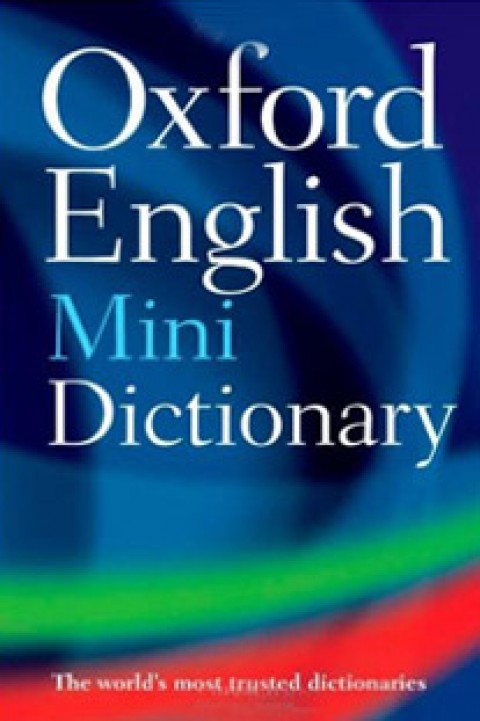 Oxford
English
Mini
Dictionary
The world's most trusted dictionaries